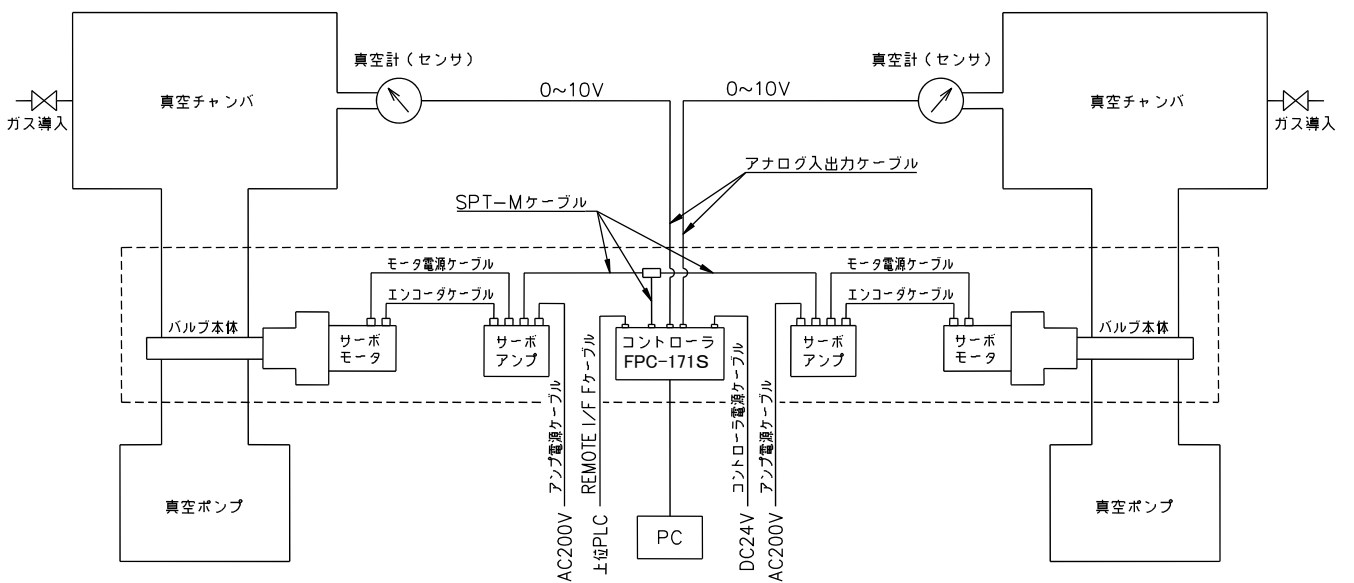 真空計（センサ）
真空計（センサ）
0~10V
0~10V
真空チャンバ
真空チャンバ
ガス導入
ガス導入
アナログ入出力ケーブル
SPT-Mケーブル
モータ電源ケーブル
モータ電源ケーブル
エンコーダケーブル
エンコーダケーブル
バルブ本体
サーボ
モータ
サーボ
アンプ
コントローラ
FPC-171S
サーボ
アンプ
サーボ
モータ
バルブ本体
アンプ電源ケーブル
REMOTE I/F Fケーブル
コントローラ電源ケーブル
アンプ電源ケーブル
真空ポンプ
真空ポンプ
AC200V
上位PLC
PC
DC24V
AC200V